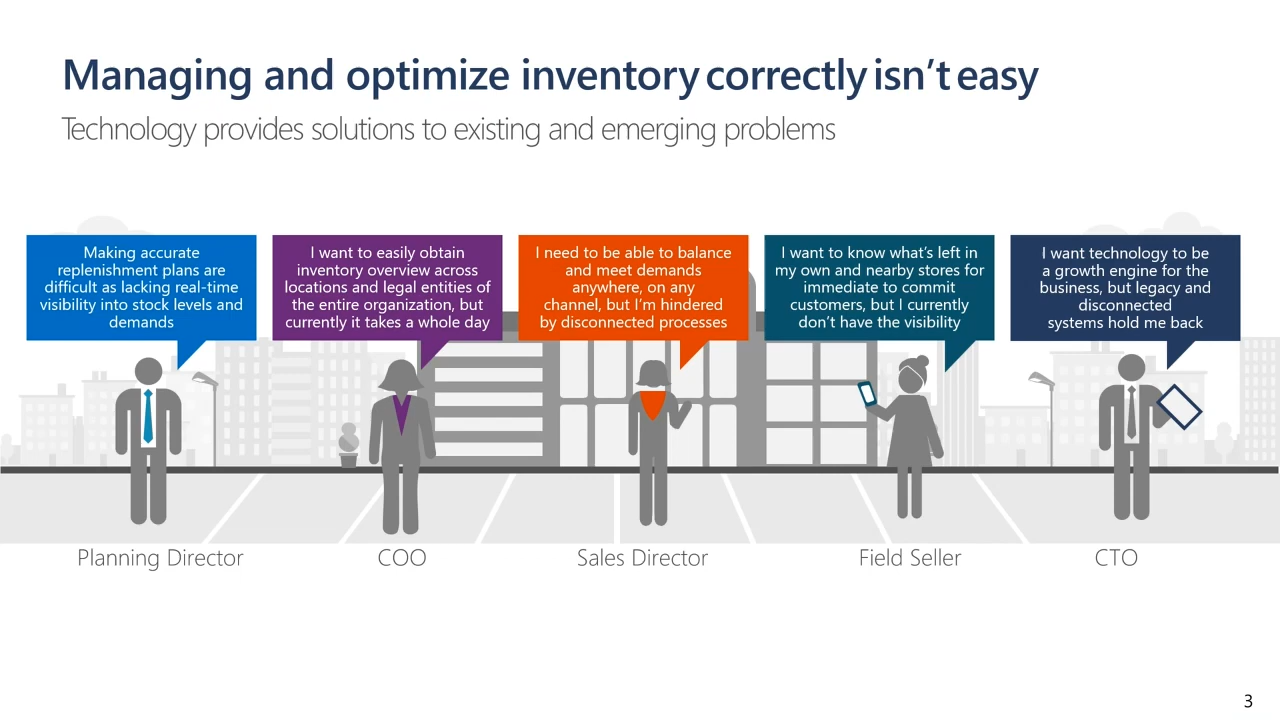 Managing and optimize inventory correctly isn’t easy
Technology provides solutions to existing and emerging problems
Making accurate
replenishment plans are
difficult as lacking real-time
visibility into stock levels and
demands
I want to easily obtain
inventory overview across
locations and legal entities of
the entire organization, but
currently it takes a whole day
I need to be able to balance
and meet demands
anywhere, on any
channel, but I’m hindered
by disconnected processes
I want to know what’s left in
my own and nearby stores for
immediate to commit
customers, but I currently
don’t have the visibility
I want technology to be
a growth engine for the
business, but legacy and
disconnected
systems hold me back
Planning Director
COO
Sales Director
Field Seller
CTO
3